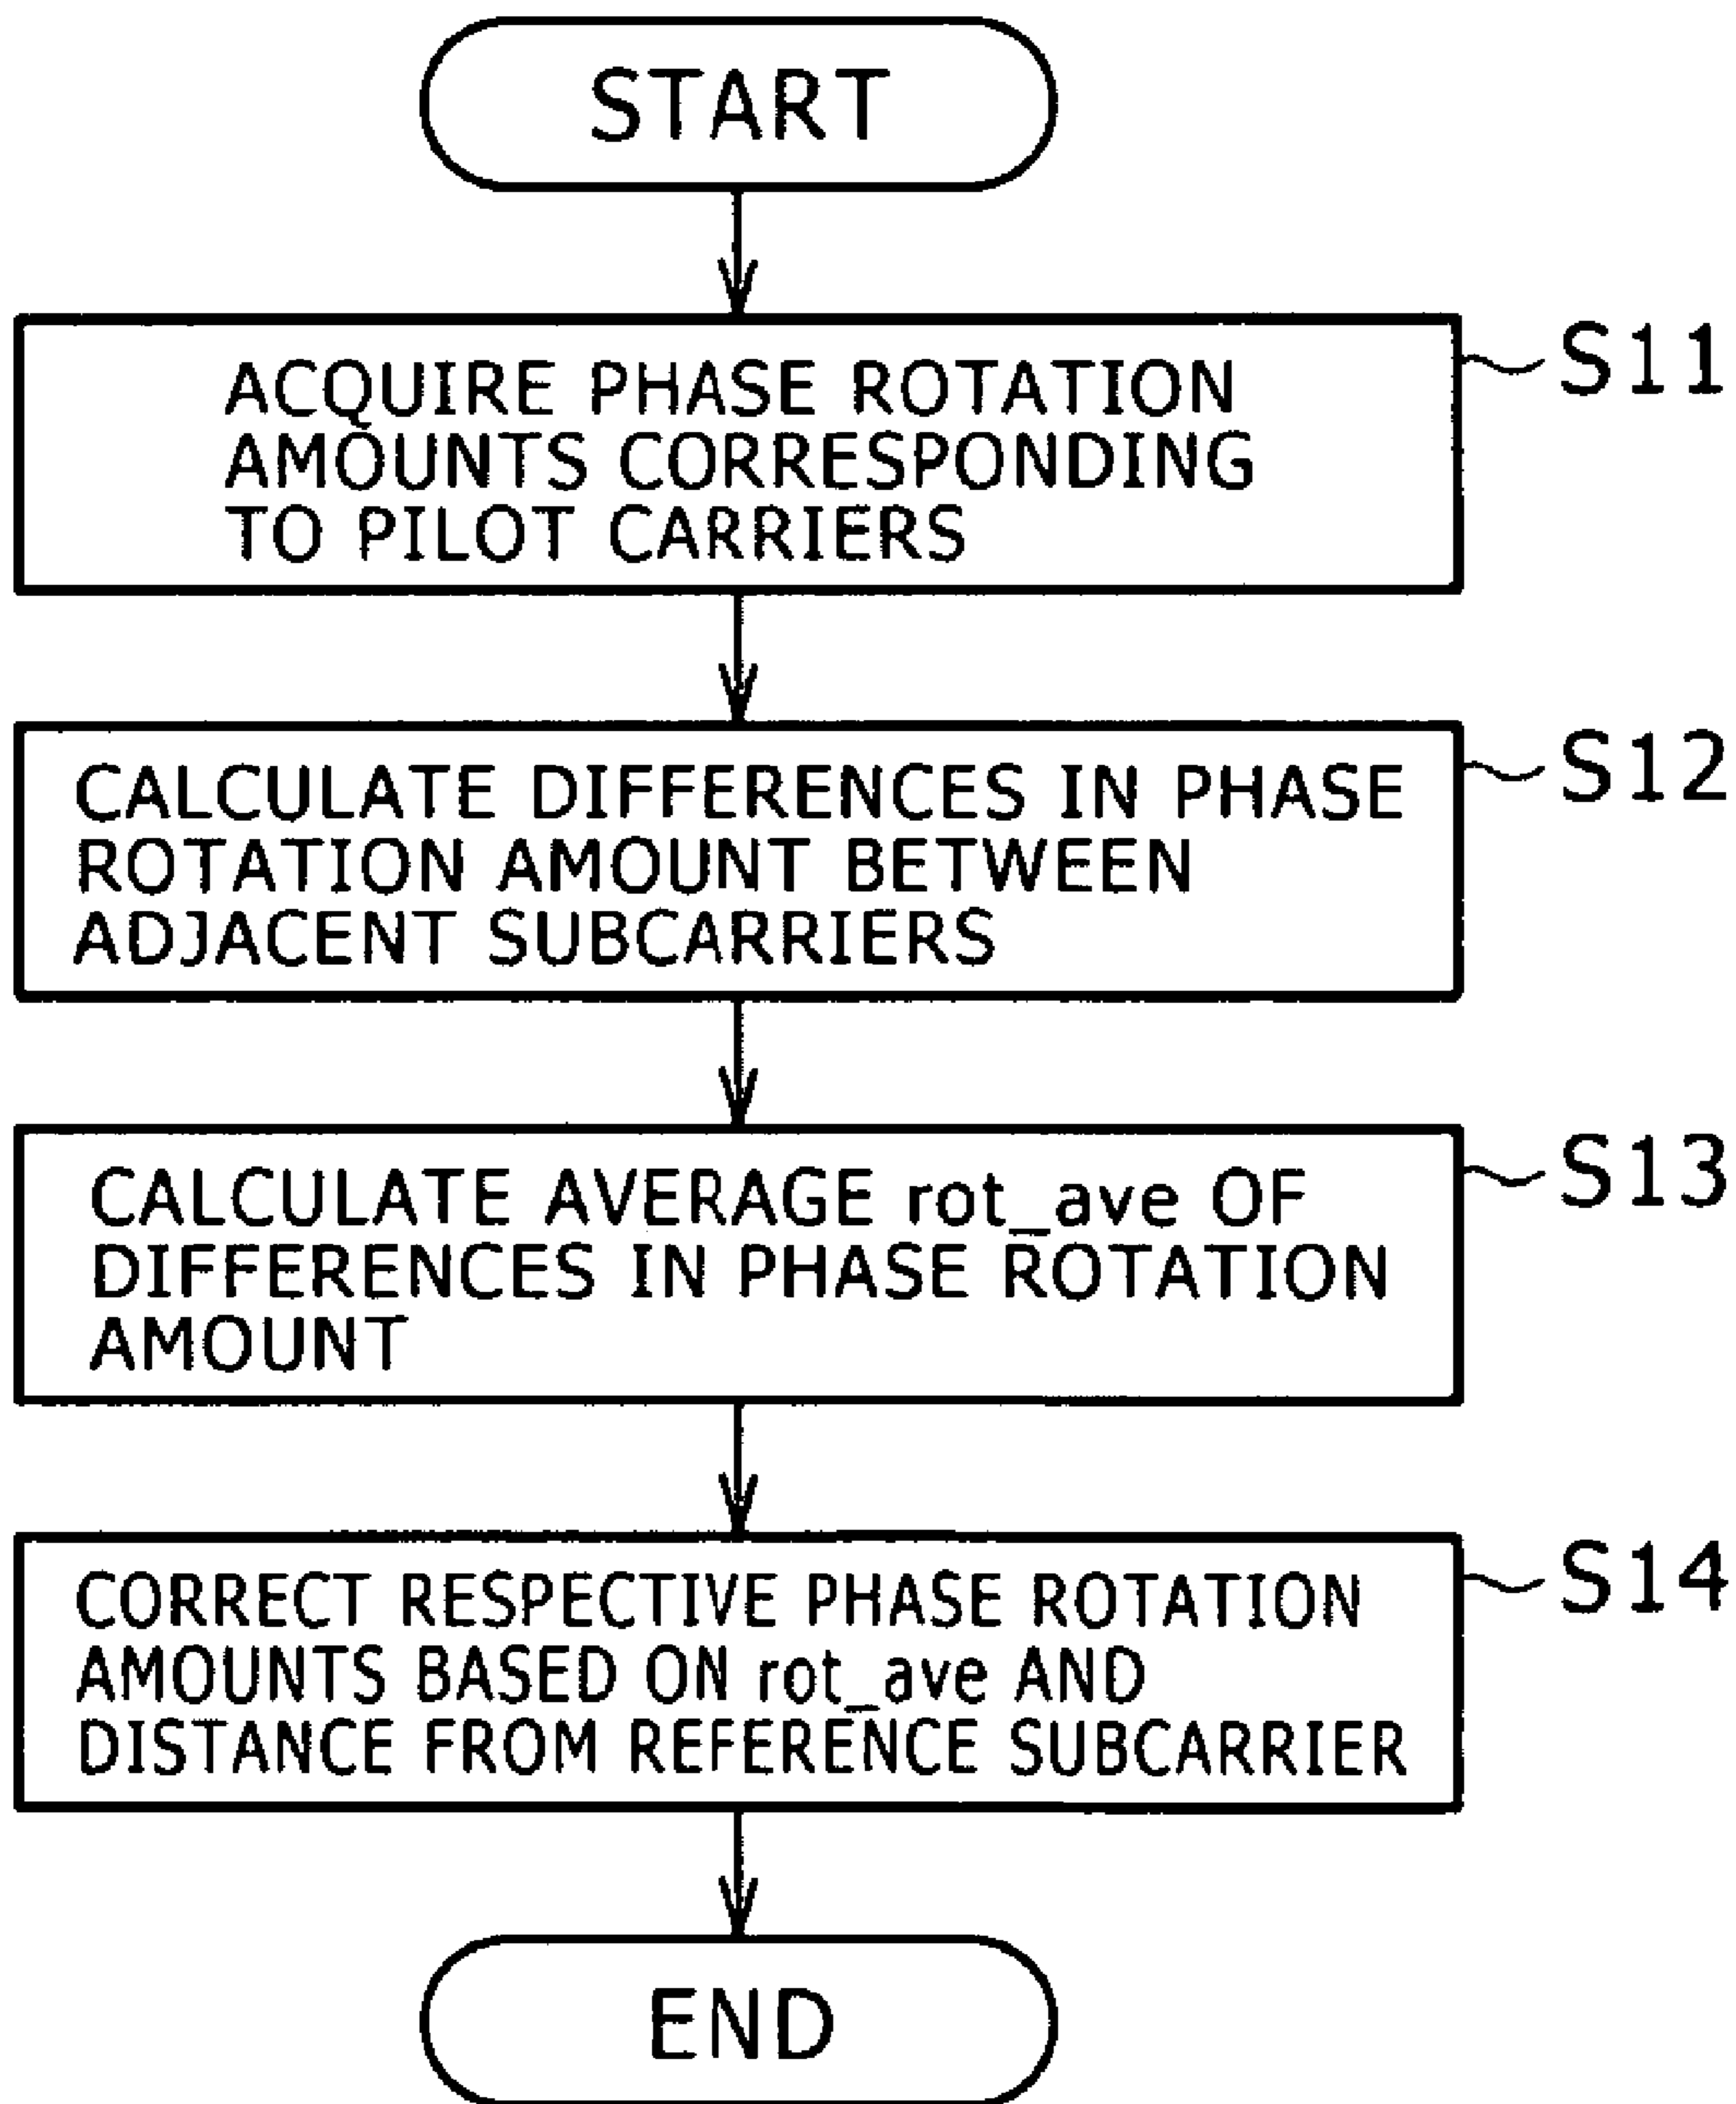 START
S11
ACQUIRE PHASE ROTATION
AMOUNTS CORRESPONDING
TO PILOT CARRIERS
S12
CALCULATE DIFFERENCES IN PHASE
ROTATION AMOUNT BETWEEN
ADJACENT SUBCARRIERS
S13
CALCULATE AVERAGE rot_ave OF
DIFFERENCES IN PHASE ROTATION
AMOUNT
S14
CORRECT RESPECTIVE PHASE ROTATION
AMOUNTS BASED ON rot_ave AND
DISTANCE FROM REFERENCE SUBCARRIER
END